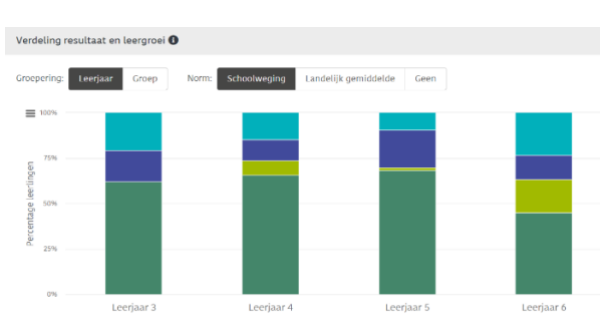 Verdeling resultaat en leergroei
Groepering: Leerjaar Groep Norm: Schoolweging Landelijk gemiddelde Geen
100%
75%
50%
25%
0%
Percentage leerlingen
Leerjaar 3 Leerjaar 4 Leerjaar 5 Leerjaar 6